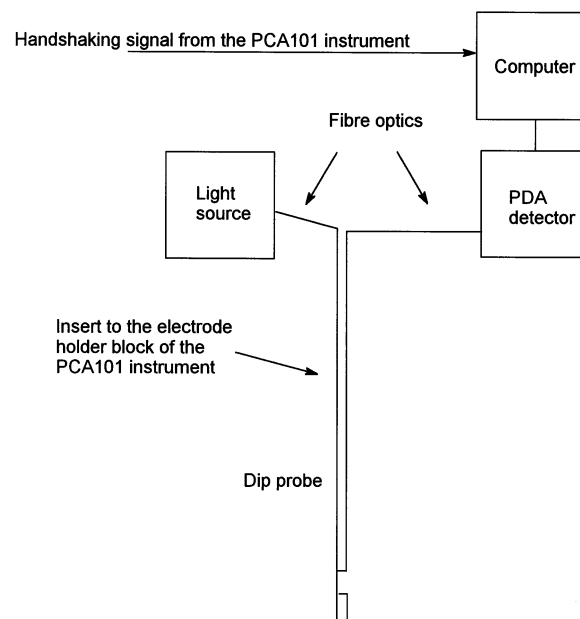 Handshaking signal from the PCA101 instrument
Computer
Fibre optics
Light
source
PDA
detector
Insert to the electrode
holder block of the
PCA101 instrument
Dip probe